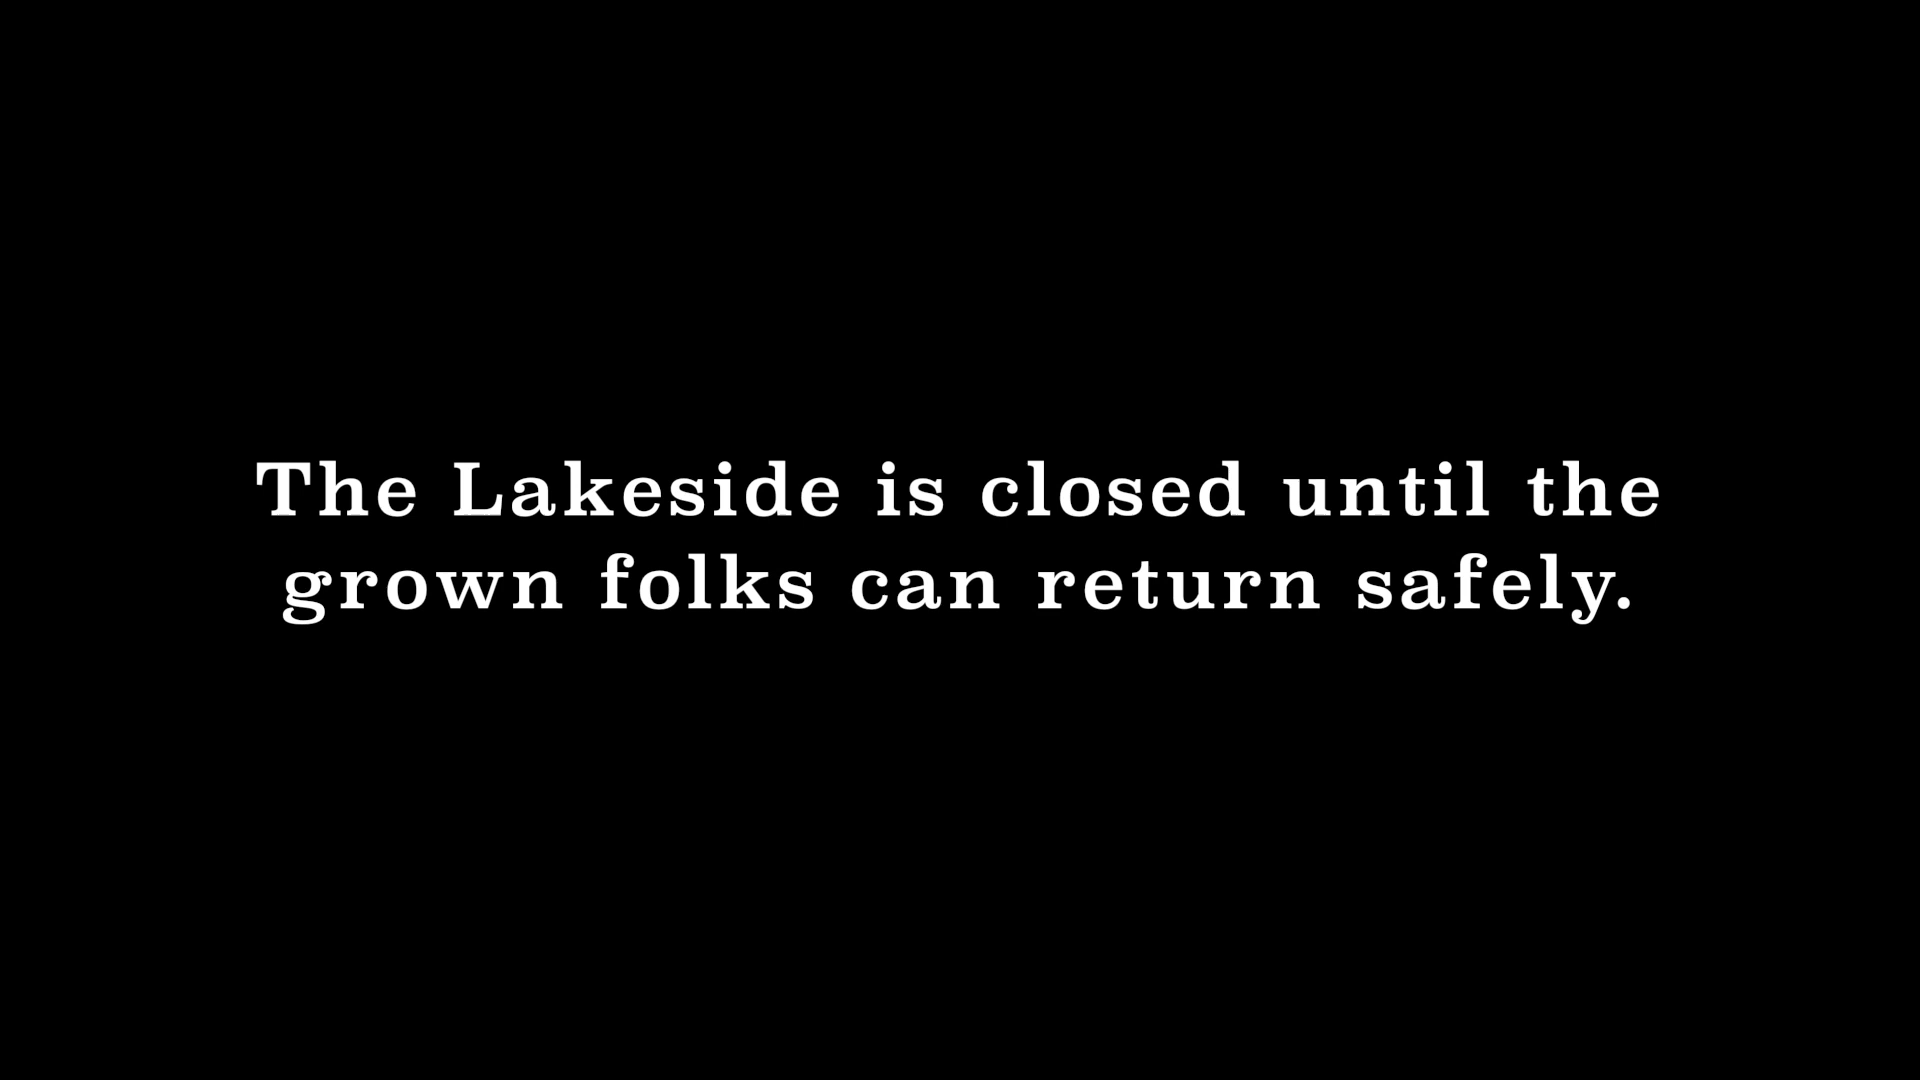 The Lakeside is closed until the
grown folks can return safely.